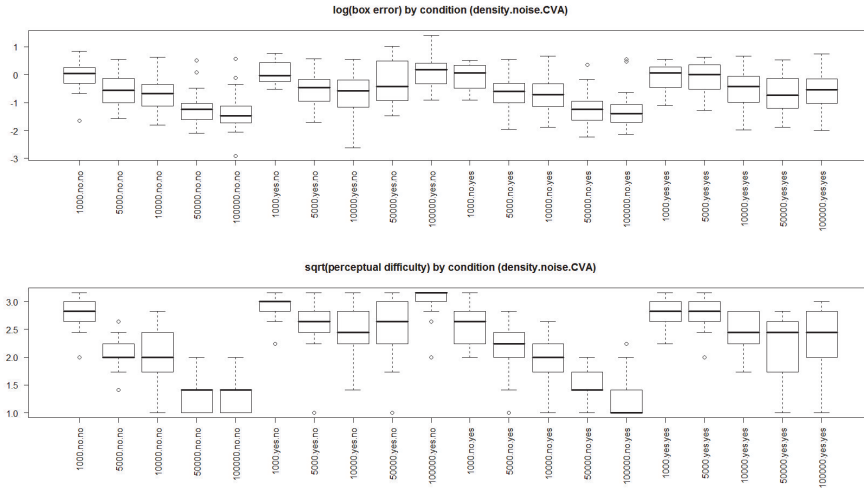 log(box error) by condition (density.noise.CVA)
1
0
-1
-2
-3
1000.no.no
5000.no.no
10000.no.no
50000.no.no
100000.no.no
1000.yes.no
5000.yes.no
10000.yes.no
50000.yes.no
100000.yes.no
1000.no.yes
5000.no.yes
10000.no.yes
50000.no.yes
100000.no.yes
1000.yes.yes
5000.yes.yes
10000.yes.yes
50000.yes.yes
100000.yes.yes
sqrt(perceptual difficulty) by condition (density.noise.CVA)
3.0
2.5
2.0
1.5
1.0
1000.no.no
5000.no.no
10000.no.no
50000.no.no
100000.no.no
1000.yes.no
5000.yes.no
10000.yes.no
50000.yes.no
100000.yes.no
1000.no.yes
5000.no.yes
10000.no.yes
50000.no.yes
100000.no.yes
1000.yes.yes
5000.yes.yes
10000.yes.yes
50000.yes.yes
100000.yes.yes